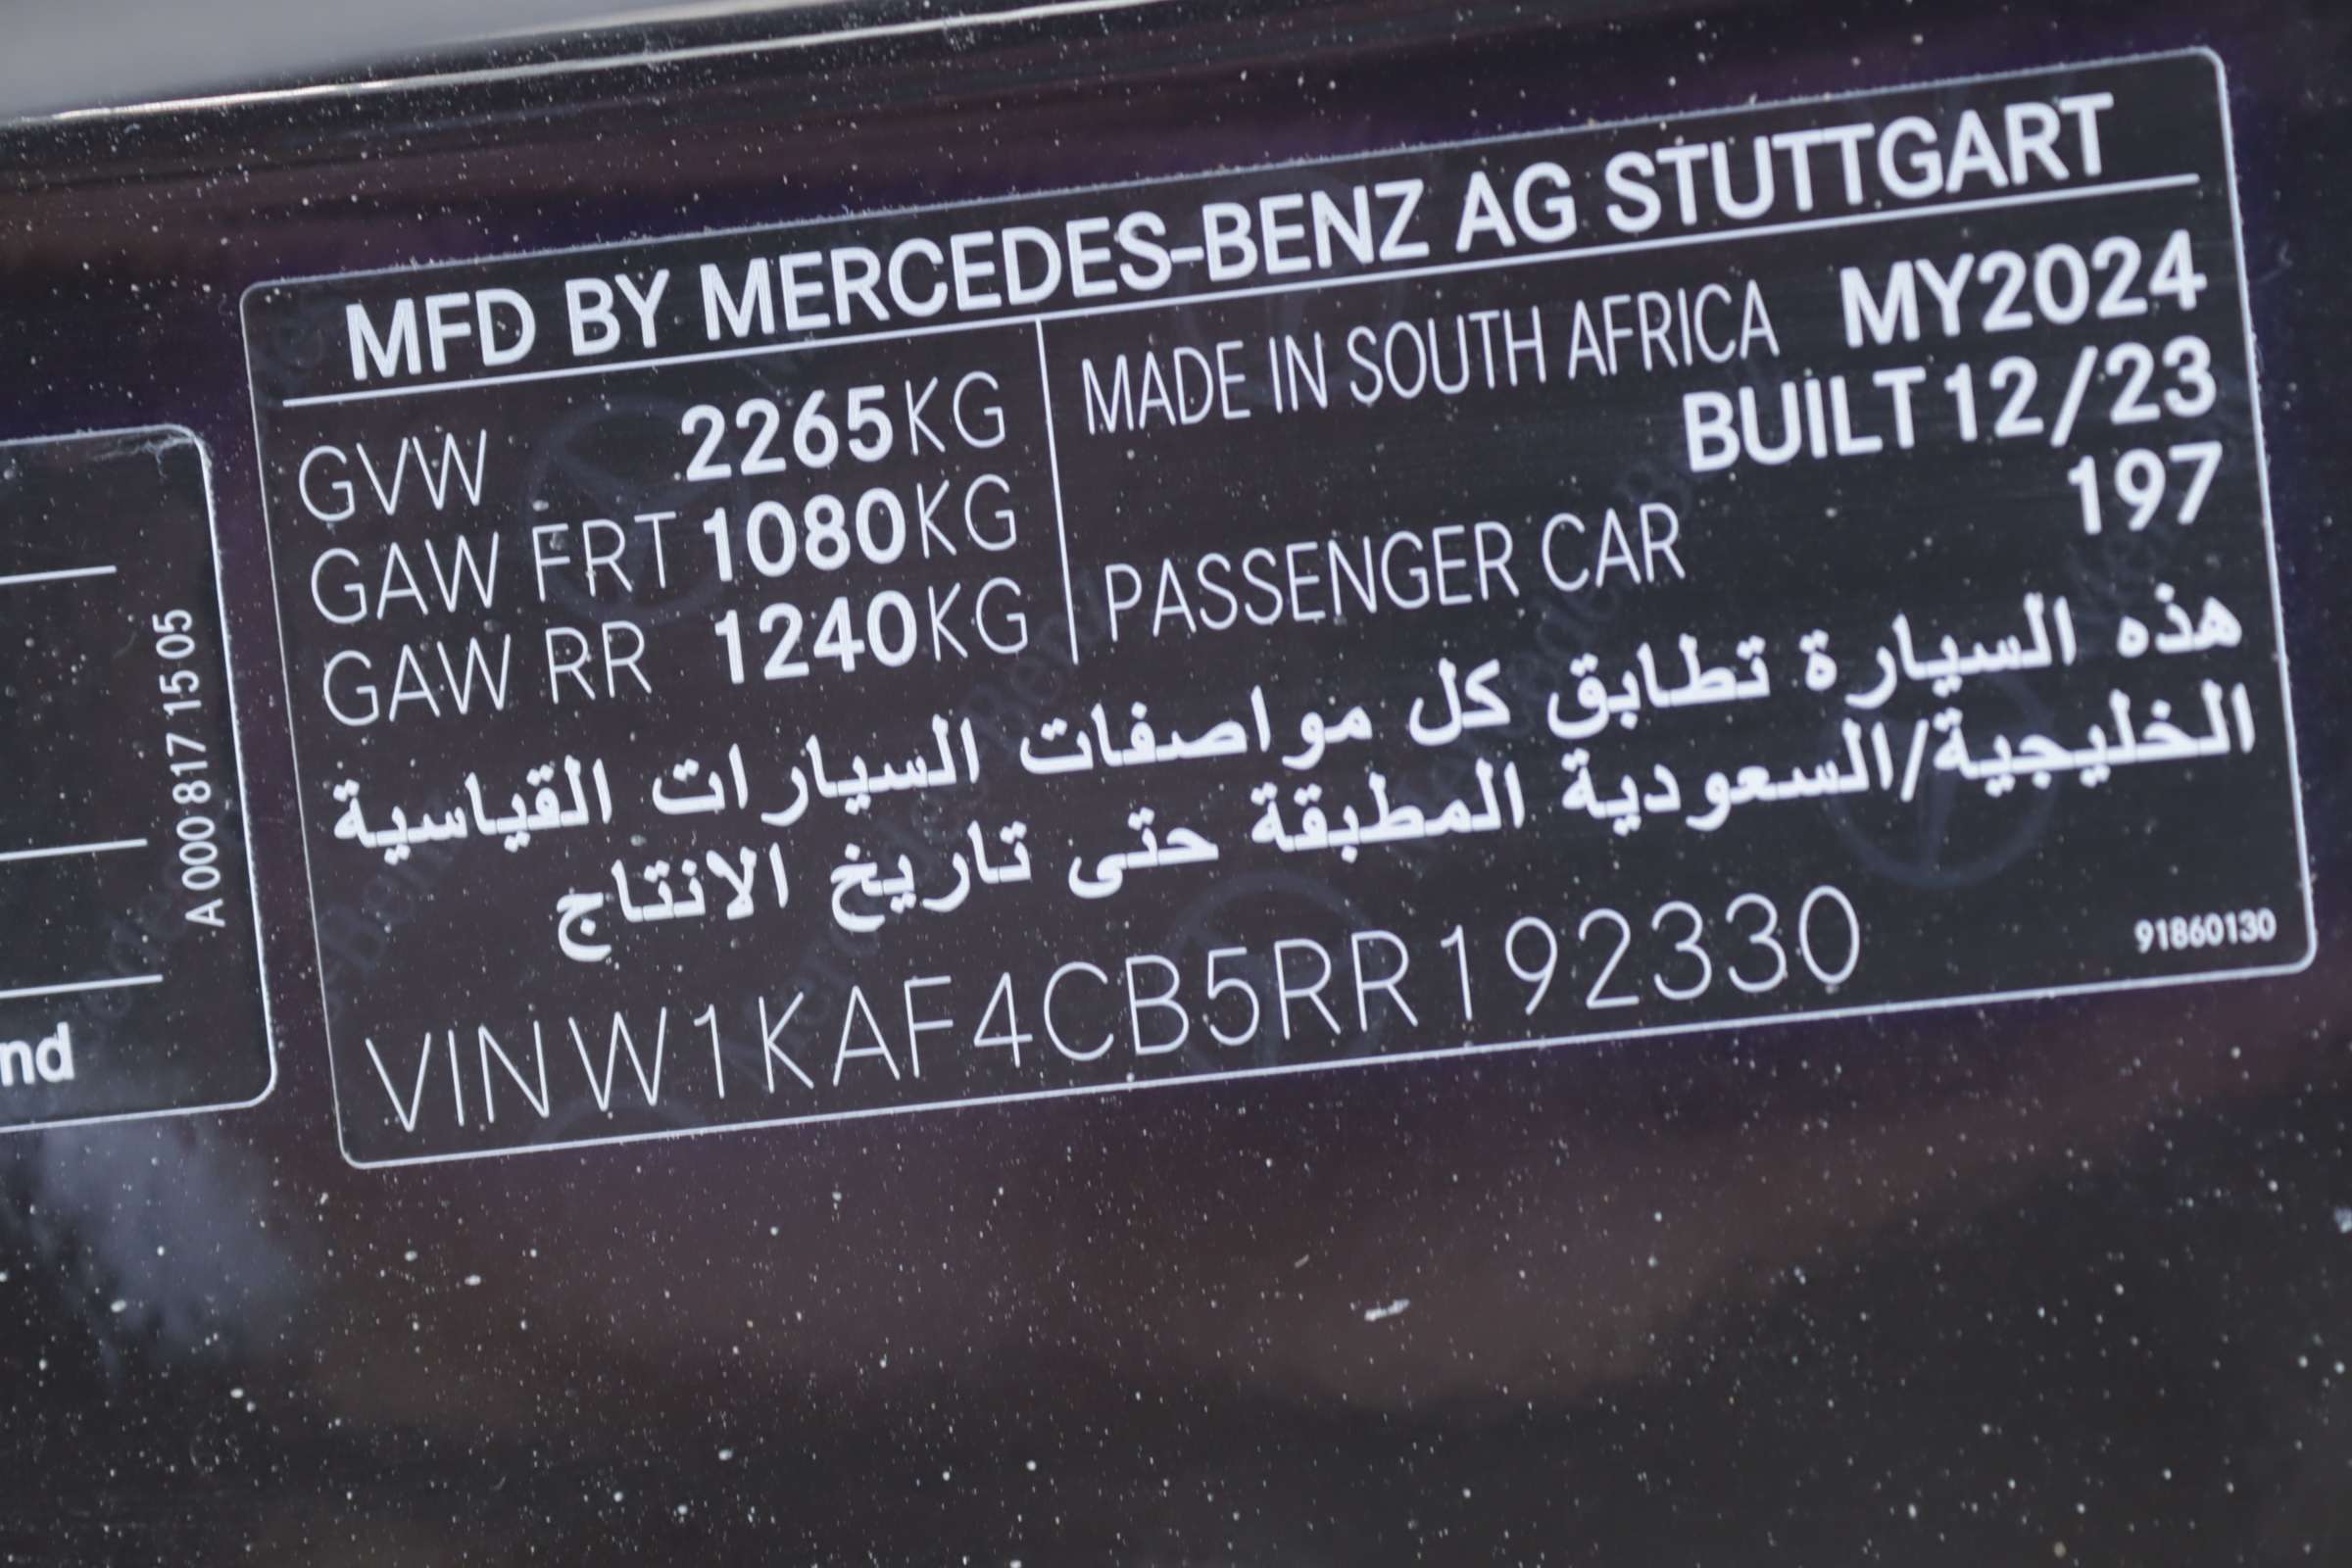 MFD BY MERCEDES-BENZ AG STUTTGART
GVW 2265KG
GAW FRT 1080KG
GAW RR 1240KG
MADE IN SOUTH AFRICA MY2024
BUILT 12/23
197
PASSENGER CAR
هذه السيارة تطابق كل مواصفات السيارات القياسية
الخليجية/السعودية المطبقة حتى تاريخ الانتاج
VIN W1KAF4CB5RR192330
91860130
A 000 817 15 05
nd